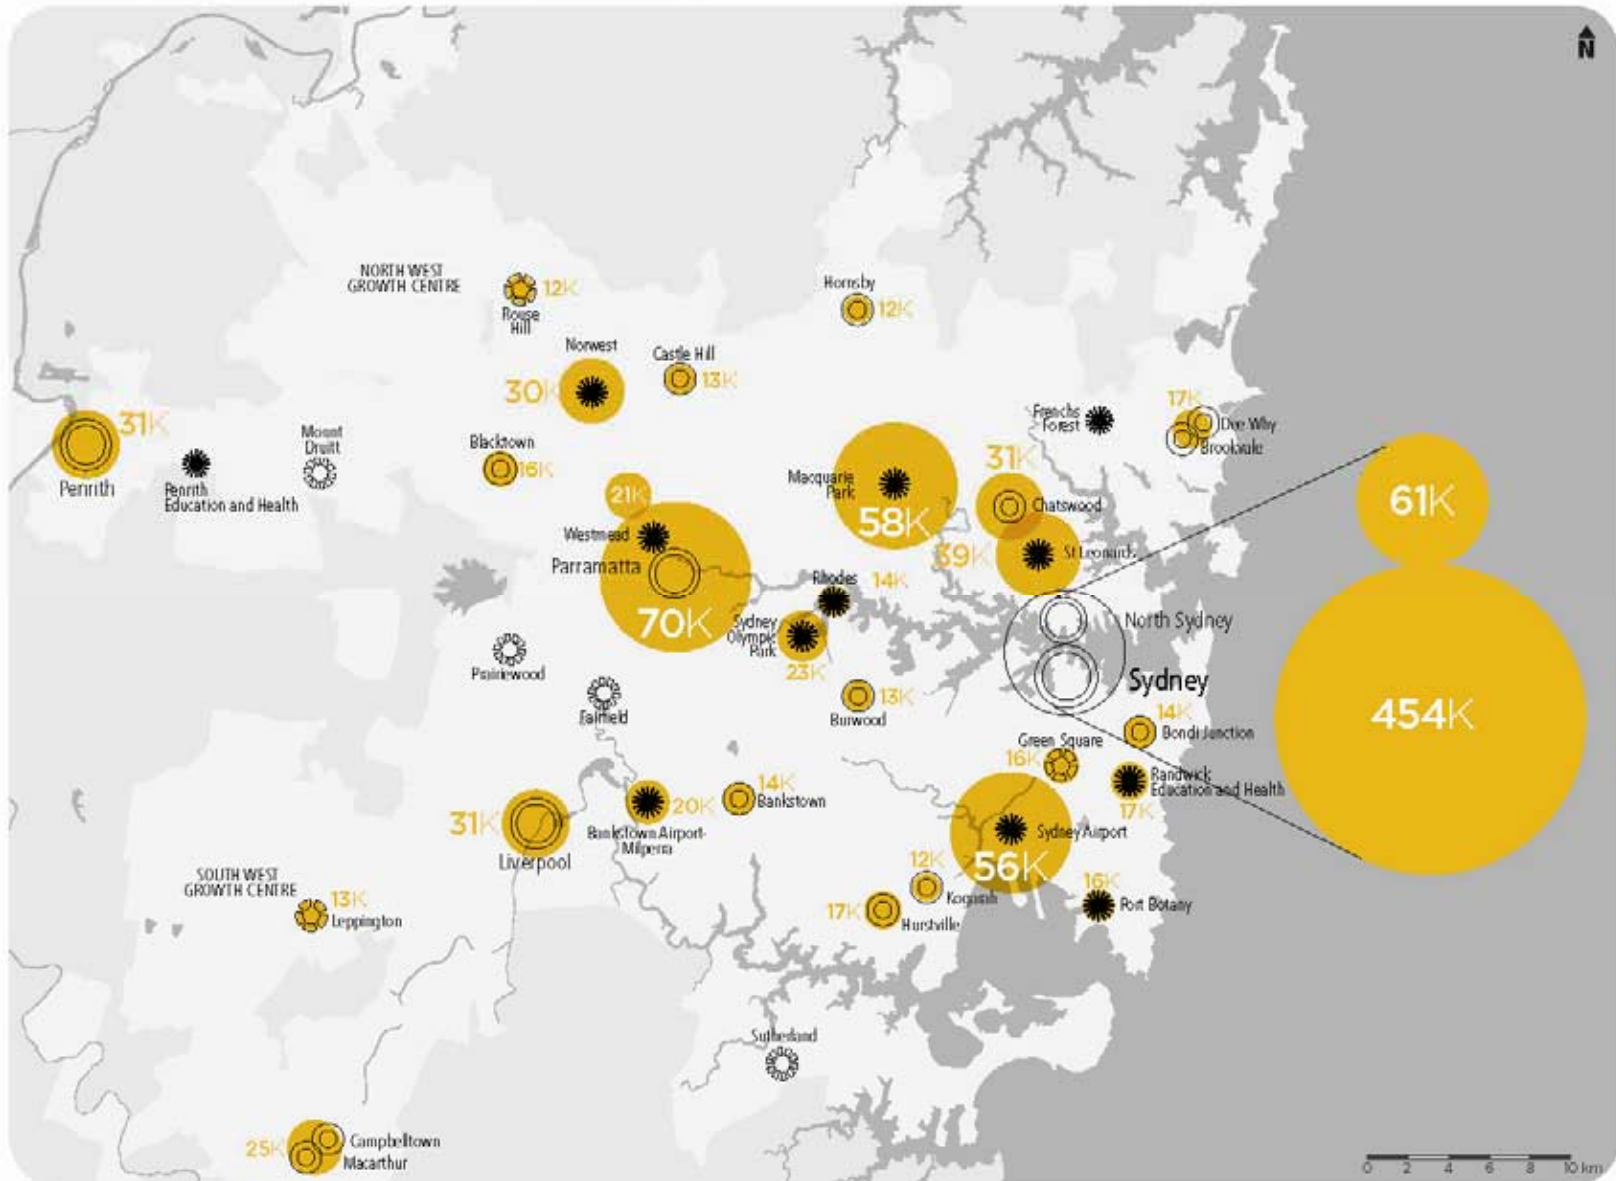 N
NORTH WEST
GROWTH CENTRE
12K
Rouse
Hill
Hornsby
12K
Norwest
30K
Castle Hill
13K
31K
Penrith
Penrith
Education and Health
Mount
Druitt
Blacktown
16K
Macquarie
Park
58K
31K
Chatswood
39K
St Leonards
Frenchs
Forest
17K
Dee Why
Brookvale
61K
454K
21K
Westmead
Parramatta
70K
Rhodes
14K
Sydney
Olympic
Park
23K
North Sydney
Sydney
Prairiewood
Fairfield
13K
Burwood
14K
Bondi Junction
Green Square
16K
Randwick
Education and Health
17K
31K
Liverpool
20K
Bankstown Airport-
Milperra
14K
Bankstown
Sydney Airport
56K
12K
Kogarah
17K
Hurstville
16K
Port Botany
SOUTH WEST
GROWTH CENTRE
13K
Leppington
Sutherland
25K
Campbelltown
Macarthur
0 2 4 6 8 10 km